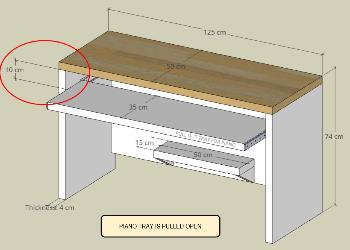 125 cm
50 cm
10 cm
35 cm
15 cm
50 cm
74 cm
Thickness: 4 cm
PIANO TRAY IS PULLED OPEN